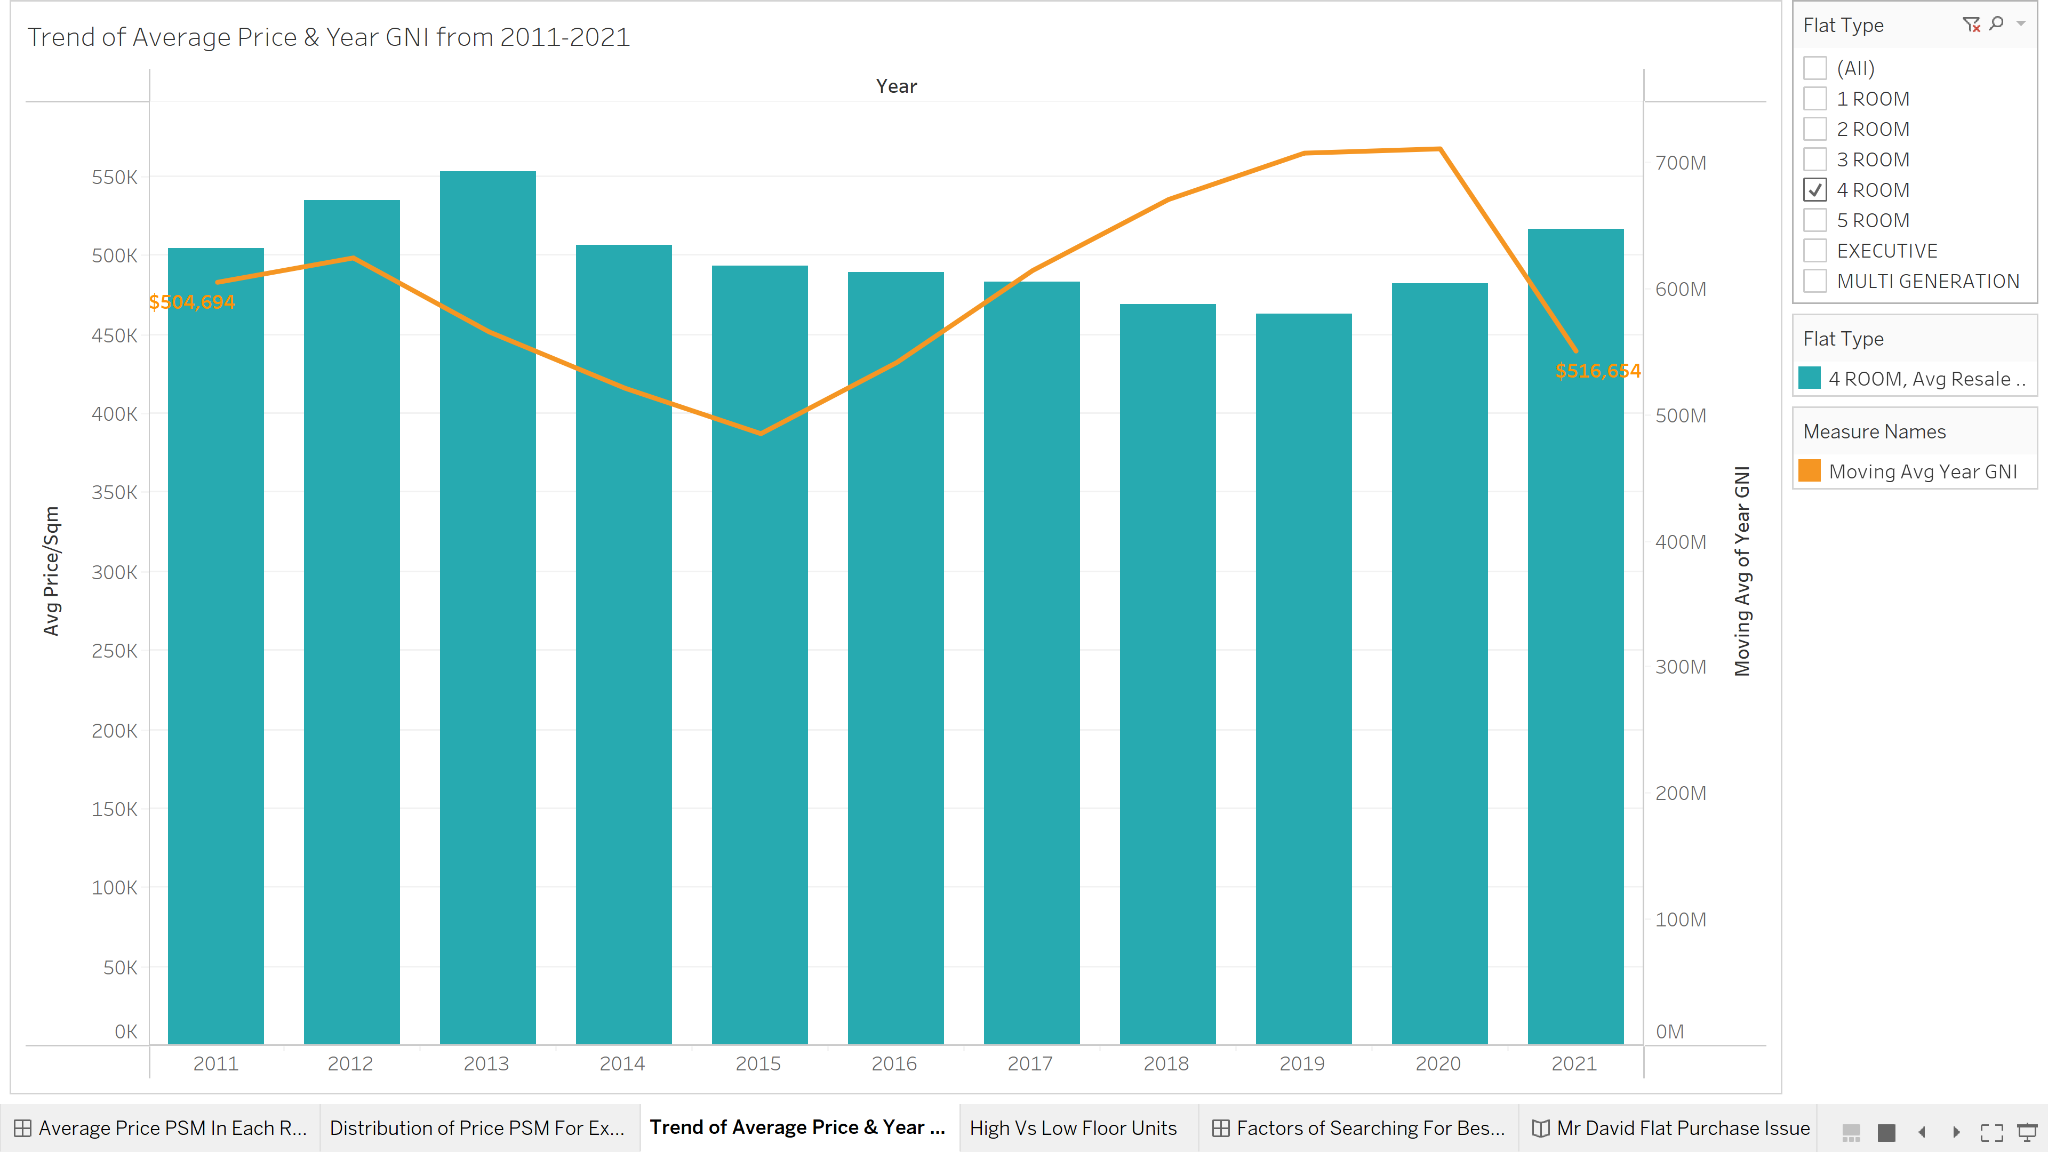 Trend of Average Price & Year GNI from 2011-2021
Year
550K
500K
450K
400K
350K
300K
250K
200K
150K
100K
50K
0K
Avg Price/Sqm
$504,694
$516,654
700M
600M
500M
400M
300M
200M
100M
0M
Moving Avg of Year GNI
2011 2012 2013 2014 2015 2016 2017 2018 2019 2020 2021
Flat Type
(All)
1 ROOM
2 ROOM
3 ROOM
4 ROOM
5 ROOM
EXECUTIVE
MULTI GENERATION
Flat Type
4 ROOM, Avg Resale ..
Measure Names
Moving Avg Year GNI
Average Price PSM In Each R...
Distribution of Price PSM For Ex...
Trend of Average Price & Year ...
High Vs Low Floor Units
Factors of Searching For Bes...
Mr David Flat Purchase Issue